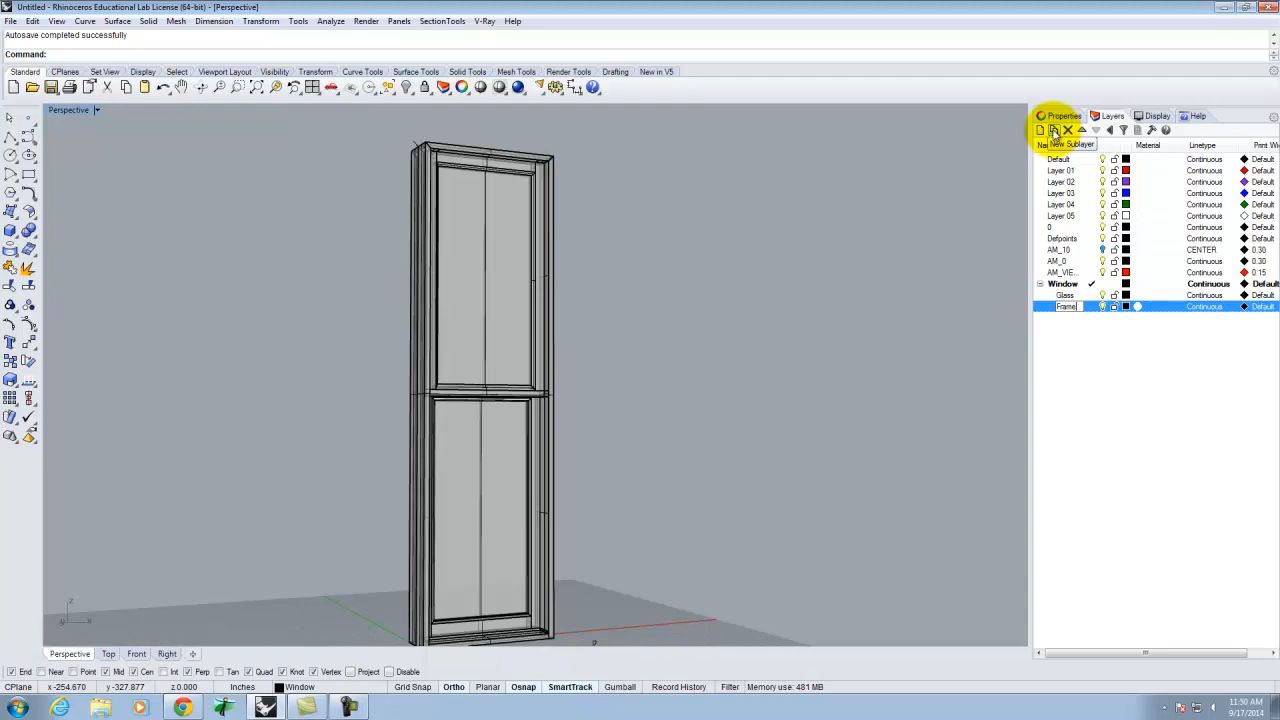 Untitled - Rhinoceros Educational Lab License (64-bit) - [Perspective]
File Edit View Curve Surface Solid Mesh Dimension Transform Tools Analyze Render Panels SectionTools V-Ray Help
Autosave completed successfully
Command:
Standard CPlanes Set View Display Select Viewport Layout Visibility Transform Curve Tools Surface Tools Solid Tools Mesh Tools Render Tools Drafting New in V5
Perspective
Properties Layers Display Help
New Sublayer
Material Linetype Print Wi
Default Continuous Default
Layer 01 Continuous Default
Layer 02 Continuous Default
Layer 03 Continuous Default
Layer 04 Continuous Default
Layer 05 Continuous Default
0 Continuous Default
Defpoints Continuous Default
AM_10 CENTER 0.30
AM_0 Continuous 0.30
AM_VIE... Continuous 0.15
Window Continuous Default
Glass Continuous Default
Frame Continuous Default
z
y x
Perspective Top Front Right
End Near Point Mid Cen Int Perp Tan Quad Knot Vertex Project Disable
CPlane x -254.670 y -327.877 z 0.000 Inches Window Grid Snap Ortho Planar Osnap SmartTrack Gumball Record History Filter Memory use: 481 MB
11:50 AM
9/17/2014